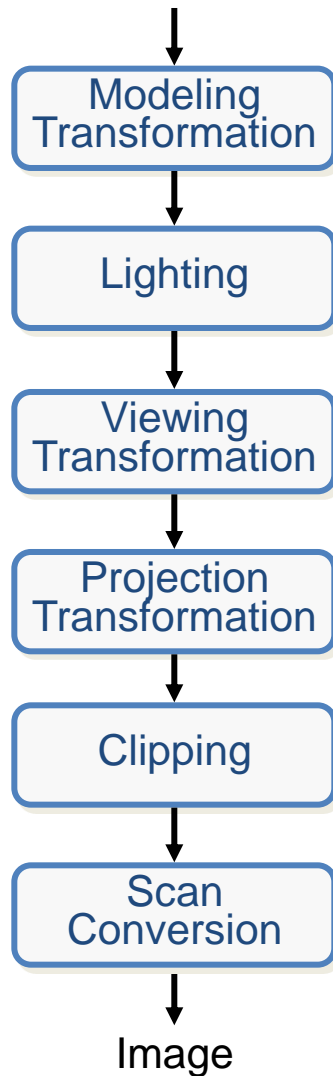 Modeling
Transformation
Lighting
Viewing
Transformation
Projection
Transformation
Clipping
Scan
Conversion
Image